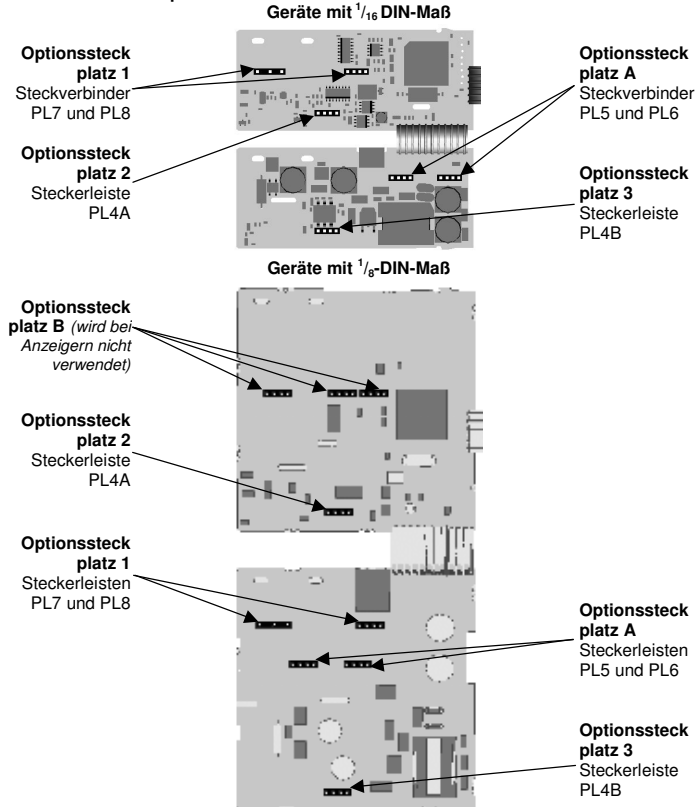 Geräte mit 1/16 DIN-Maß
Optionssteck
platz 1
Steckverbinder
PL7 und PL8
Optionssteck
platz 2
Steckerleiste
PL4A
Optionssteck
platz A
Steckverbinder
PL5 und PL6
Optionssteck
platz 3
Steckerleiste
PL4B
Geräte mit 1/8-DIN-Maß
Optionssteck
platz B (wird bei
Anzeigern nicht
verwendet)
Optionssteck
platz 2
Steckerleiste
PL4A
Optionssteck
platz 1
Steckerleisten
PL7 und PL8
Optionssteck
platz A
Steckerleisten
PL5 und PL6
Optionssteck
platz 3
Steckerleiste
PL4B